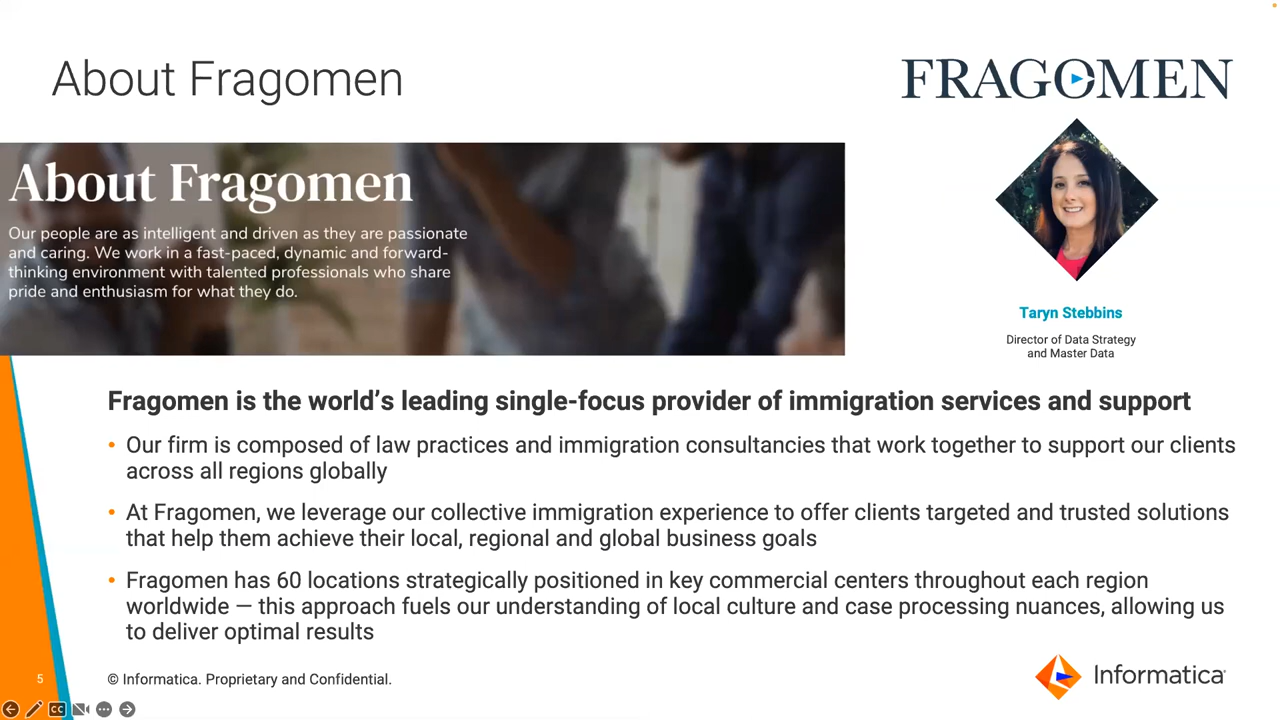 About Fragomen
FRAGOMEN
About Fragomen
Our people are as intelligent and driven as they are passionate
and caring. We work in a fast-paced, dynamic and forward-
thinking environment with talented professionals who share
pride and enthusiasm for what they do.
Taryn Stebbins
Director of Data Strategy
and Master Data
Fragomen is the world’s leading single-focus provider of immigration services and support
• Our firm is composed of law practices and immigration consultancies that work together to support our clients
across all regions globally
• At Fragomen, we leverage our collective immigration experience to offer clients targeted and trusted solutions
that help them achieve their local, regional and global business goals
• Fragomen has 60 locations strategically positioned in key commercial centers throughout each region
worldwide — this approach fuels our understanding of local culture and case processing nuances, allowing us
to deliver optimal results
5
© Informatica. Proprietary and Confidential.
Informatica
CC